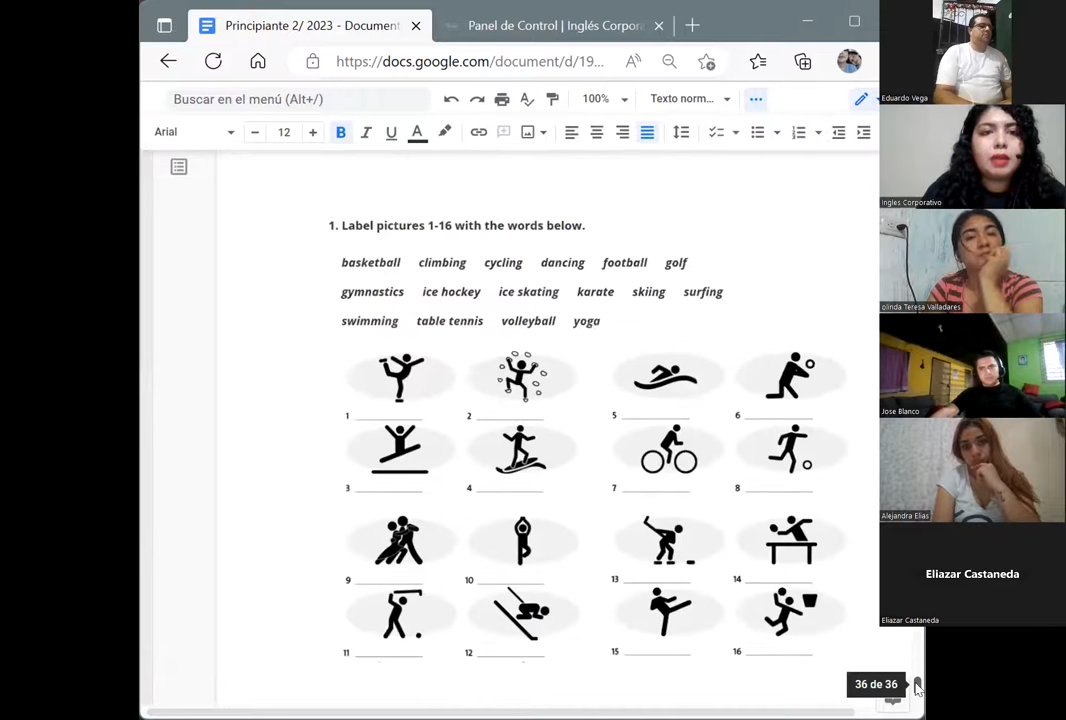 Principiante 2/ 2023 - Document
Panel de Control | Inglés Corpora
https://docs.google.com/document/d/19...
Buscar en el menú (Alt+/)
100%
Texto norm...
Arial
12
B I U A
1. Label pictures 1-16 with the words below.
basketball climbing cycling dancing football golf
gymnastics ice hockey ice skating karate skiing surfing
swimming table tennis volleyball yoga
1 2 5 6
3 4 7 8
9 10 13 14
11 12 15 16
36 de 36
Eduardo Vega
Ingles Corporativo
olinda Teresa Valladares
Jose Blanco
Alejandra Elias
Eliazar Castaneda
Eliazar Castaneda